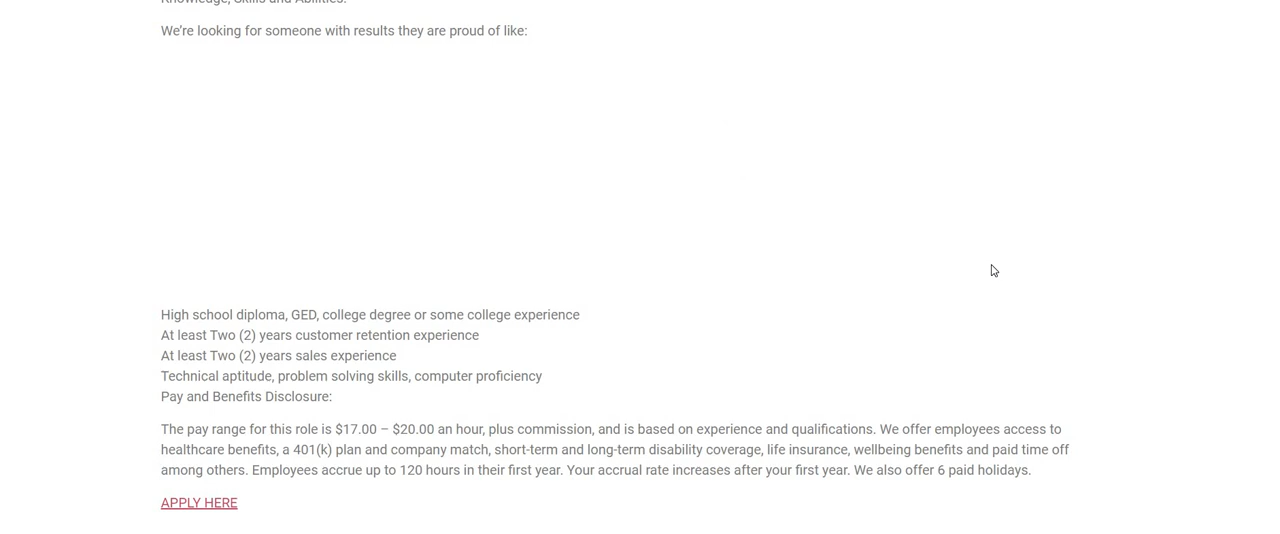 Knowledge, Skills and Abilities:
We’re looking for someone with results they are proud of like:
High school diploma, GED, college degree or some college experience
At least Two (2) years customer retention experience
At least Two (2) years sales experience
Technical aptitude, problem solving skills, computer proficiency
Pay and Benefits Disclosure:
The pay range for this role is $17.00 – $20.00 an hour, plus commission, and is based on experience and qualifications. We offer employees access to
healthcare benefits, a 401(k) plan and company match, short-term and long-term disability coverage, life insurance, wellbeing benefits and paid time off
among others. Employees accrue up to 120 hours in their first year. Your accrual rate increases after your first year. We also offer 6 paid holidays.
APPLY HERE